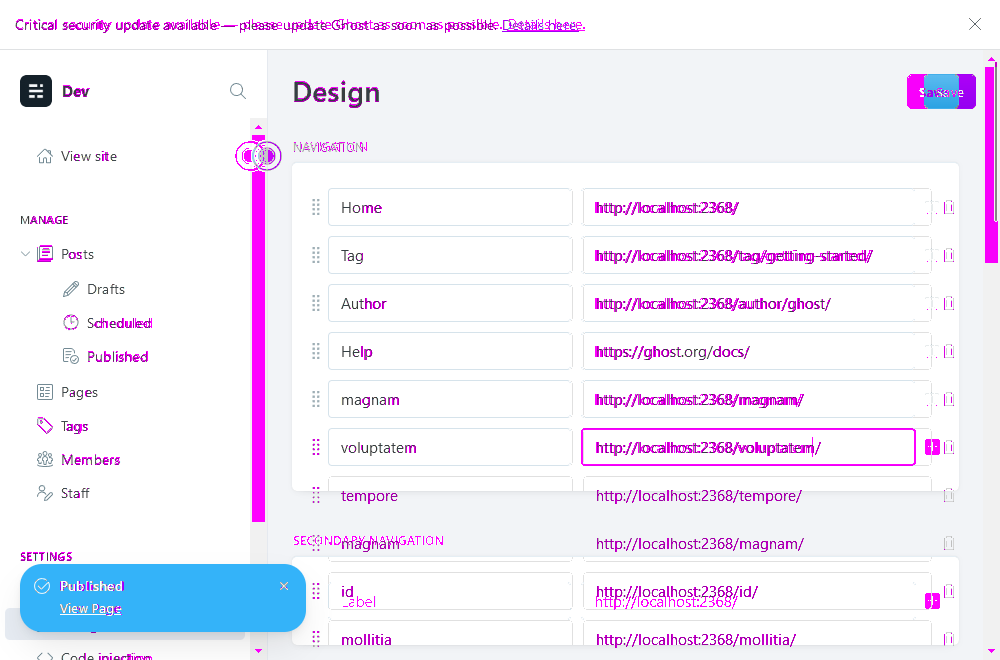 Critical security update available — please update Ghost as soon as possible. Details here.
Dev
Design
Save
View site
NAVIGATION
MANAGE
Home
http://localhost:2368/
Posts
Tag
http://localhost:2368/tag/getting-started/
Drafts
Author
http://localhost:2368/author/ghost/
Scheduled
Published
Help
https://ghost.org/docs/
Pages
magnam
http://localhost:2368/magnam/
Tags
voluptatem
http://localhost:2368/voluptatem/
Members
Staff
tempore
http://localhost:2368/tempore/
SECONDARY NAVIGATION
magnam
http://localhost:2368/magnam/
SETTINGS
Published
View Page
id
http://localhost:2368/id/
Label
http://localhost:2368/
mollitia
http://localhost:2368/mollitia/
Code injection